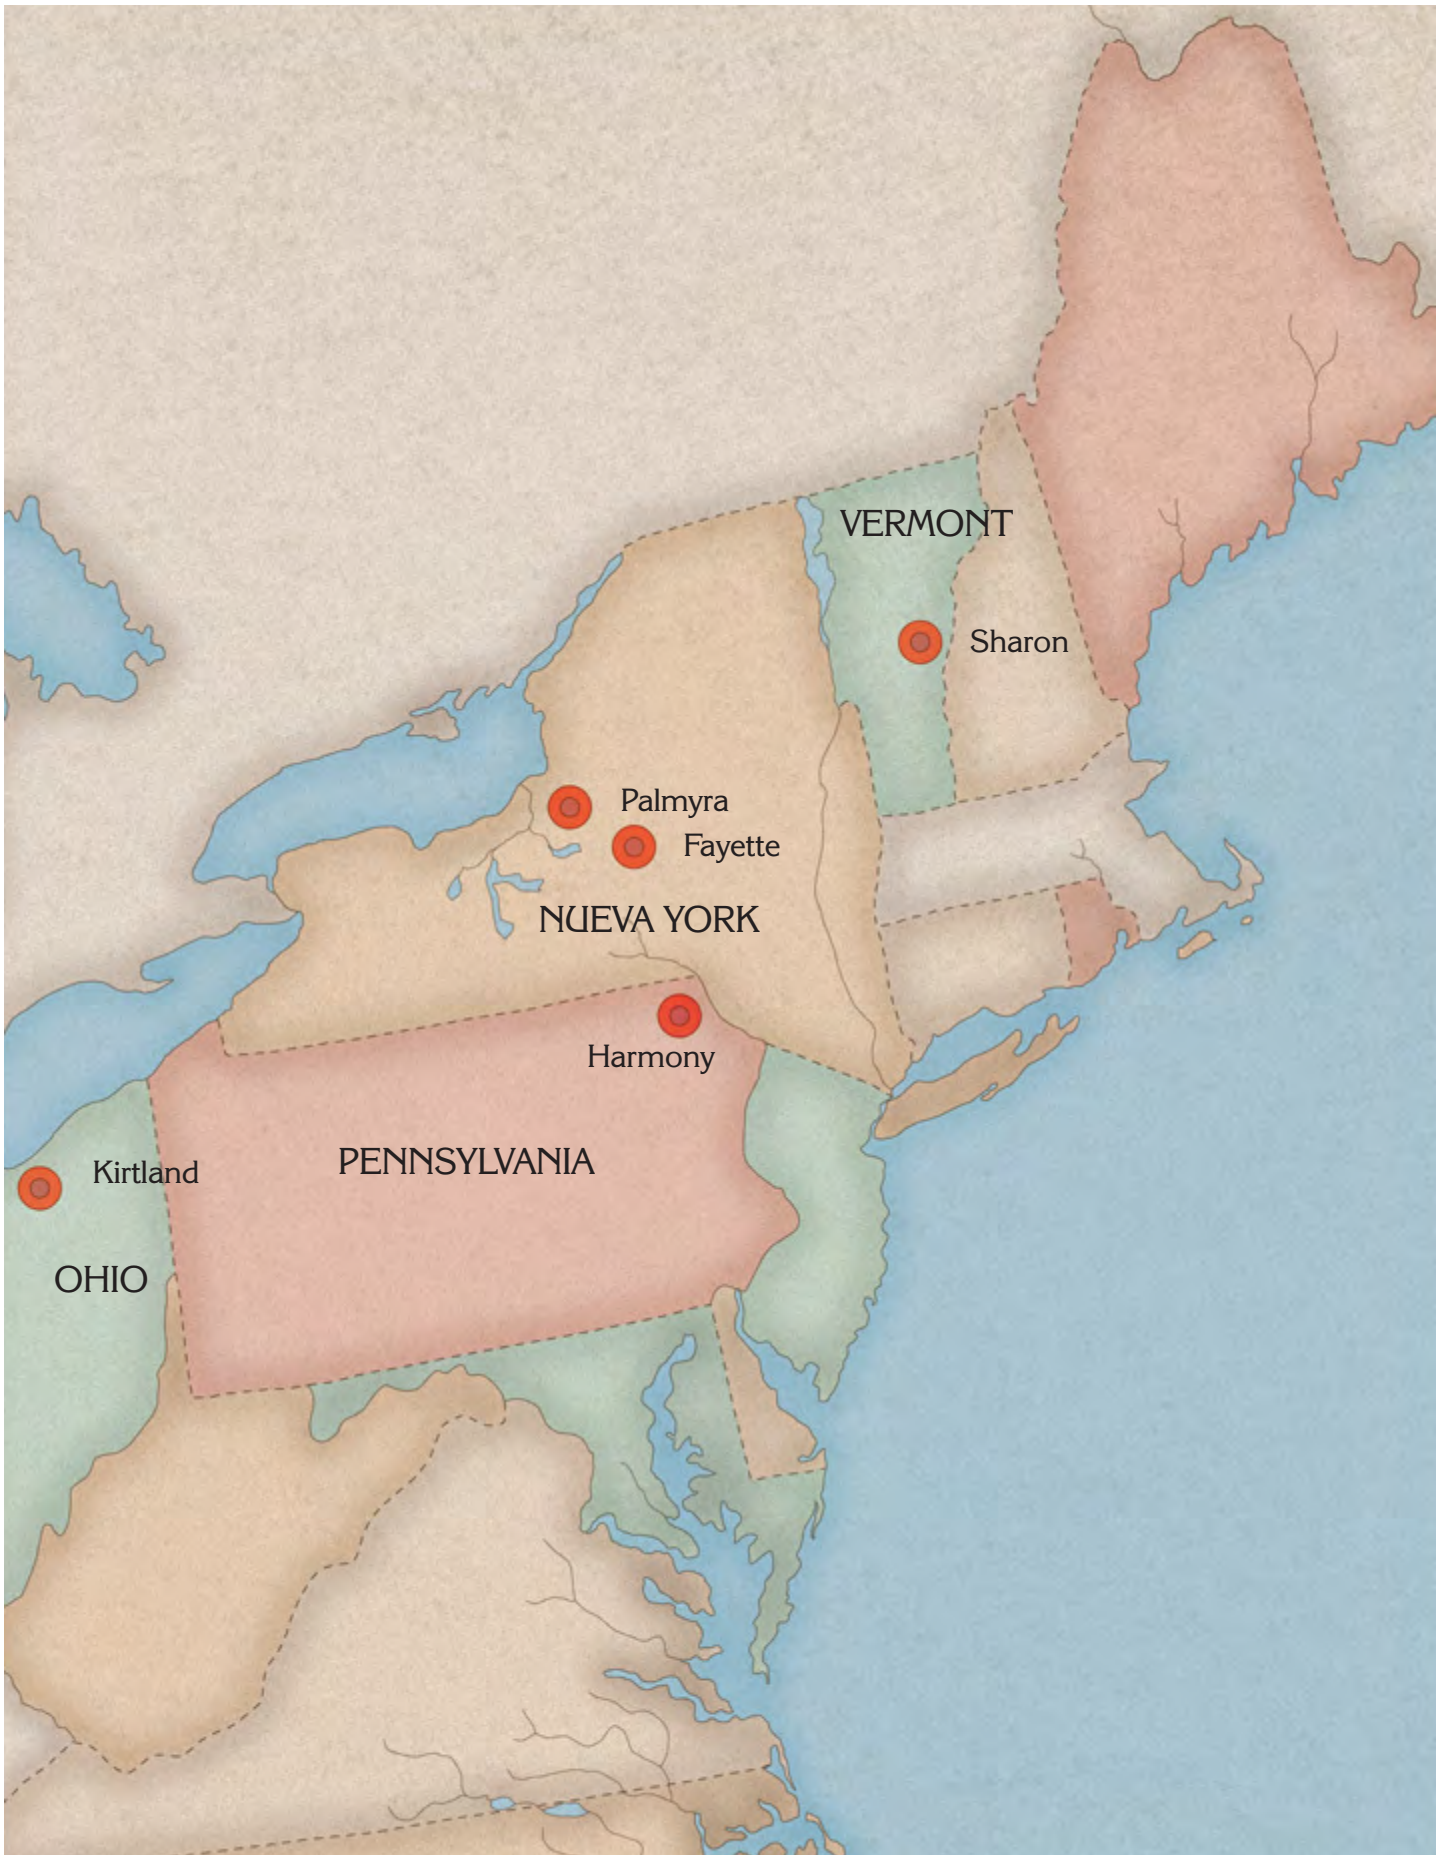 VERMONT
Sharon
Palmyra
Fayette
NUEVA YORK
Harmony
PENNSYLVANIA
Kirtland
OHIO